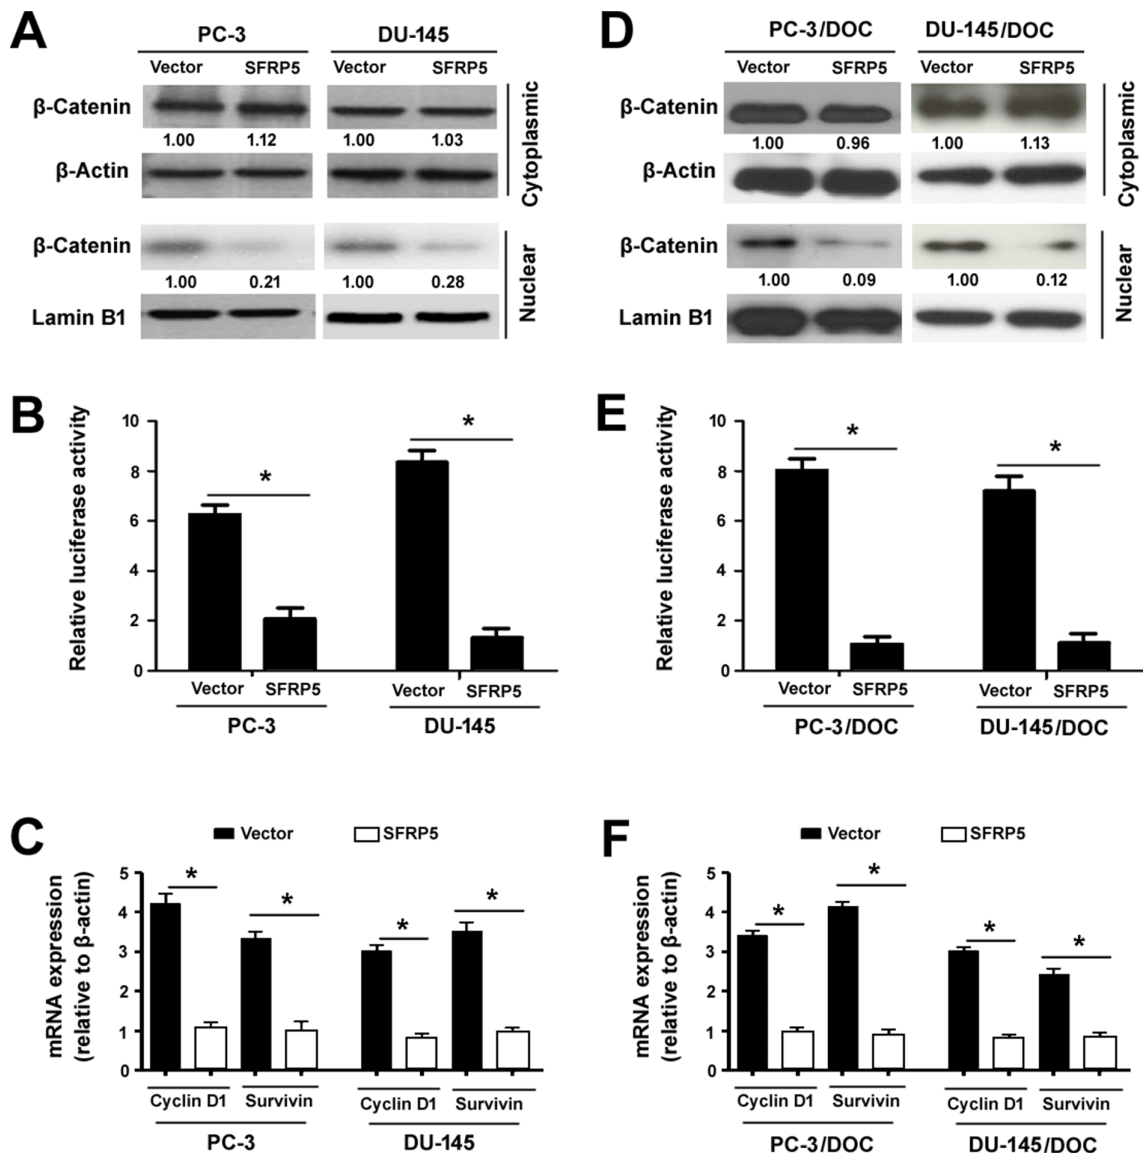 A
PC-3
DU-145
Vector
SFRP5
Vector
SFRP5
β-Catenin
1.00
1.12
1.00
1.03
β-Actin
Cytoplasmic
β-Catenin
1.00
0.21
1.00
0.28
Lamin B1
Nuclear
D
PC-3/DOC
DU-145/DOC
Vector
SFRP5
Vector
SFRP5
β-Catenin
1.00
0.96
1.00
1.13
β-Actin
Cytoplasmic
β-Catenin
1.00
0.09
1.00
0.12
Lamin B1
Nuclear
B
Relative luciferase activity
10
8
6
4
2
0
*
*
Vector
SFRP5
Vector
SFRP5
PC-3
DU-145
E
Relative luciferase activity
10
8
6
4
2
0
*
*
Vector
SFRP5
Vector
SFRP5
PC-3/DOC
DU-145/DOC
C
Vector
SFRP5
mRNA expression
(relative to β-actin)
5
4
3
2
1
0
*
*
*
*
Cyclin D1
Survivin
Cyclin D1
Survivin
PC-3
DU-145
F
Vector
SFRP5
mRNA expression
(relative to β-actin)
5
4
3
2
1
0
*
*
*
*
Cyclin D1
Survivin
Cyclin D1
Survivin
PC-3/DOC
DU-145/DOC